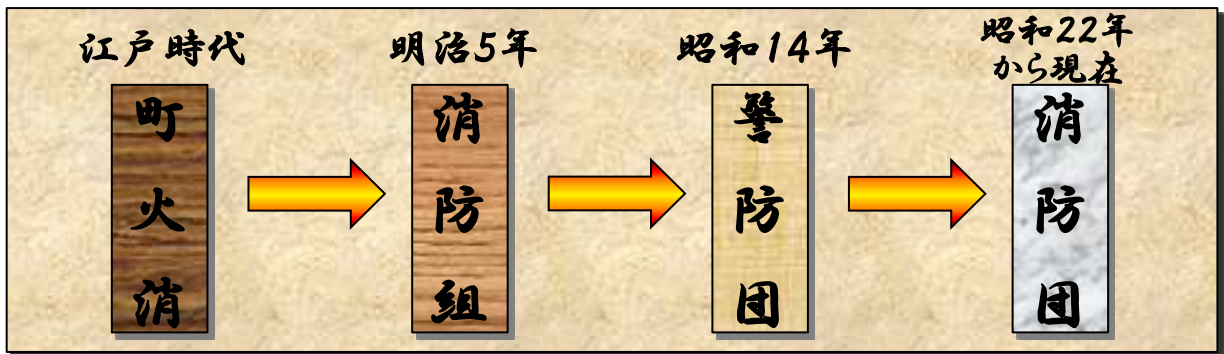 江戸時代
町火消
明治5年
消防組
昭和14年
警防団
昭和22年
から現在
消防団